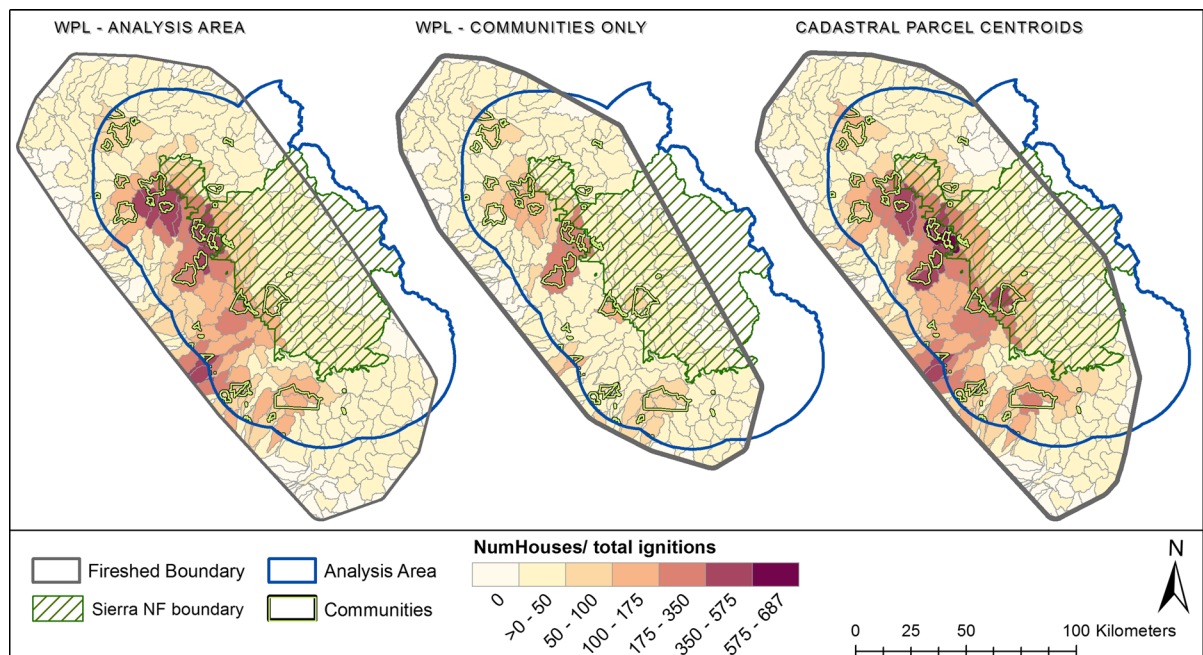 WPL - ANALYSIS AREA
WPL - COMMUNITIES ONLY
CADASTRAL PARCEL CENTROIDS
Fireshed Boundary
Analysis Area
Sierra NF boundary
Communities
NumHouses/ total ignitions
0
>0 - 50
50 - 100
100 - 175
175 - 350
350 - 575
575 - 687
N
0 25 50 100 Kilometers